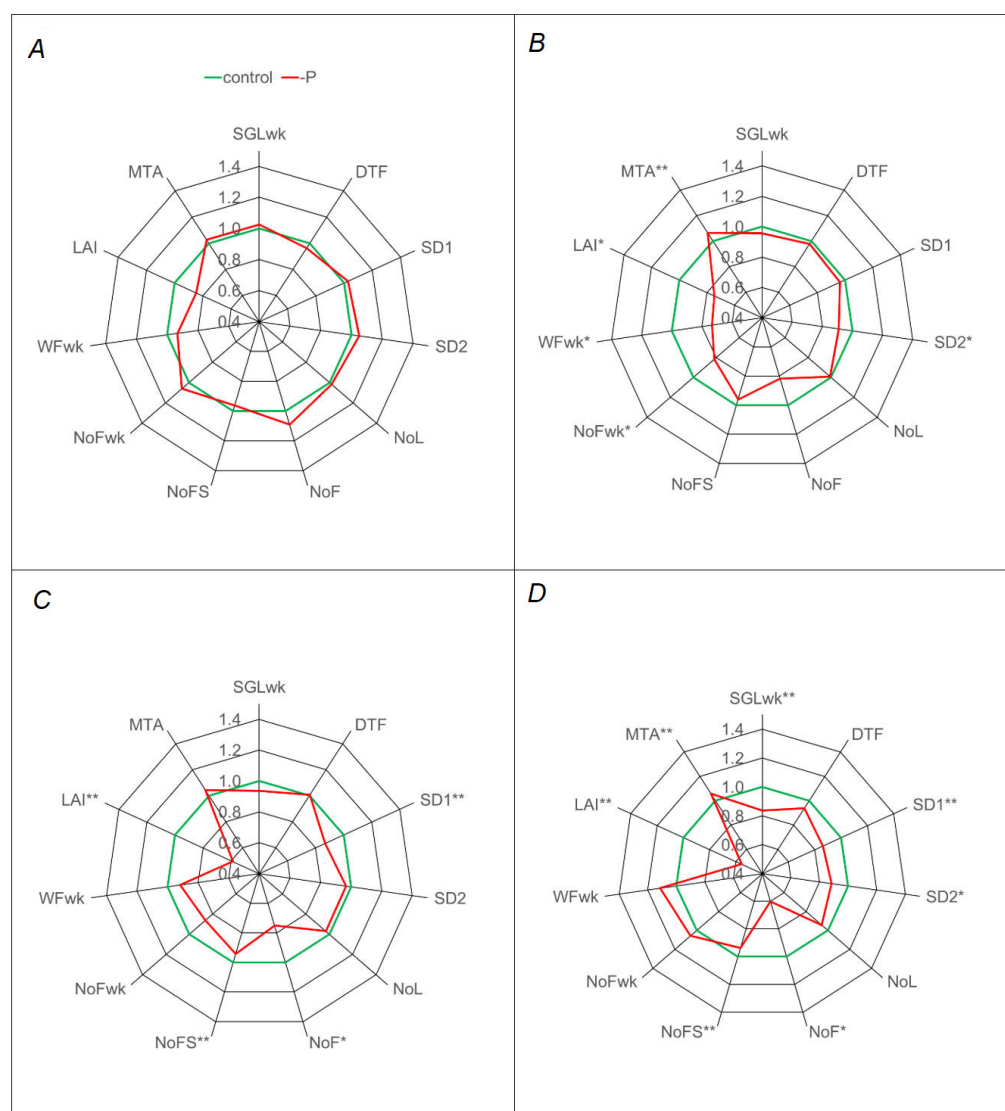 A
control -P
SGLwk
MTA DTF
1.4
1.2
LAI 1.0 SD1
0.8
0.6
0.4
WFwk SD2
NoFwk NoL
NoFS NoF
B
SGLwk
MTA** DTF
1.4
1.2
LAI* 1.0 SD1
0.8
0.6
0.4
WFwk* SD2*
NoFwk* NoL
NoFS NoF
C
SGLwk
MTA DTF
1.4
1.2
LAI** 1.0 SD1**
0.8
0.6
0.4
WFwk SD2
NoFwk NoL
NoFS** NoF*
D
SGLwk**
MTA** DTF
1.4
1.2
LAI** 1.0 SD1**
0.8
0.6
0.4
WFwk SD2*
NoFwk NoL
NoFS** NoF*